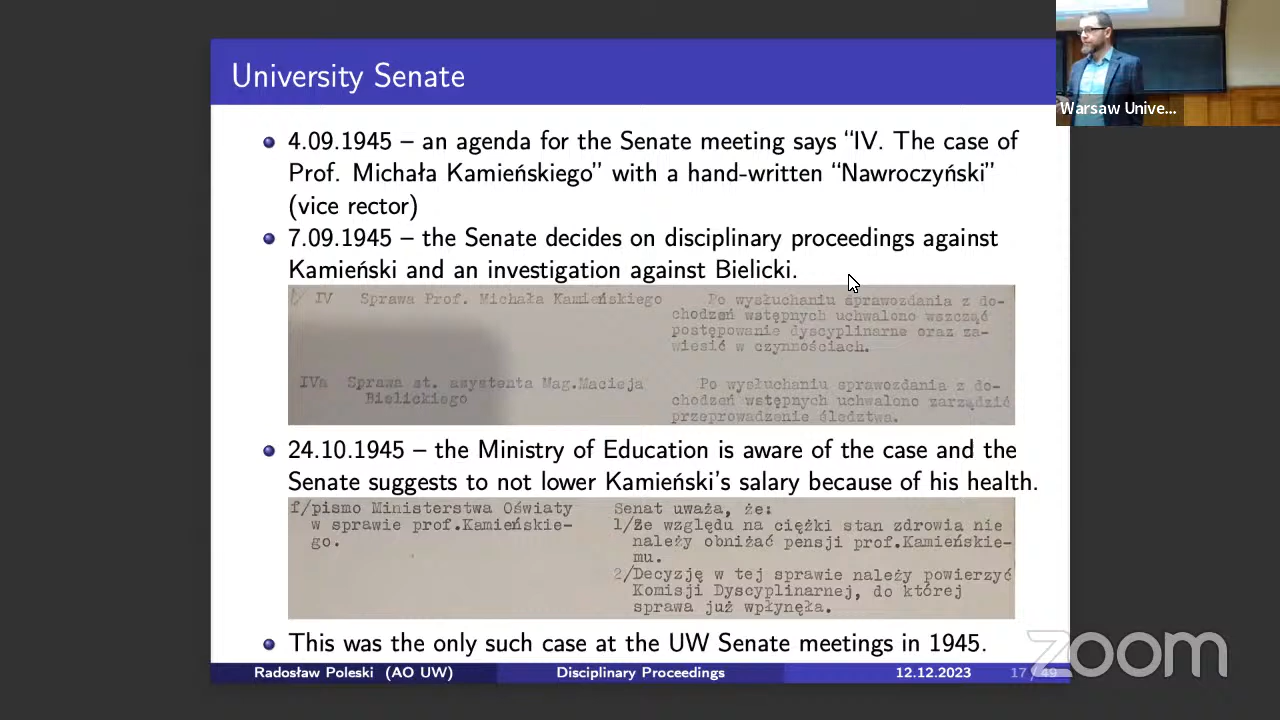 University Senate
Warsaw Unive...
4.09.1945 – an agenda for the Senate meeting says “IV. The case of
Prof. Michała Kamieńskiego” with a hand-written “Nawroczyński”
(vice rector)
7.09.1945 – the Senate decides on disciplinary proceedings against
Kamieński and an investigation against Bielicki.
IV Sprawa Prof. Michała Kamieńskiego
Po wysłuchaniu sprawozdania z do-
chodzeń wstępnych uchwalono wszcząć
postępowanie dyscyplinarne oraz za-
wiesić w czynnościach.
IVa Sprawa st. asystenta Mag.Macieja
Bielickiego
Po wysłuchaniu sprawozdania z do-
chodzeń wstępnych uchwalono zarządzić
przeprowadzenie śledztwa.
24.10.1945 – the Ministry of Education is aware of the case and the
Senate suggests to not lower Kamieński's salary because of his health.
f/pismo Ministerstwa Oświaty
w sprawie prof.Kamieńskie-
go.
Senat uważa, że:
1/Ze względu na ciężki stan zdrowia nie
należy obniżać pensji prof.Kamieńskie-
mu.
2/Decyzję w tej sprawie należy powierzyć
Komisji Dyscyplinarnej, do której
sprawa już wpłynęła.
This was the only such case at the UW Senate meetings in 1945.
Radosław Poleski (AO UW) Disciplinary Proceedings 12.12.2023 17 / 49
zoom